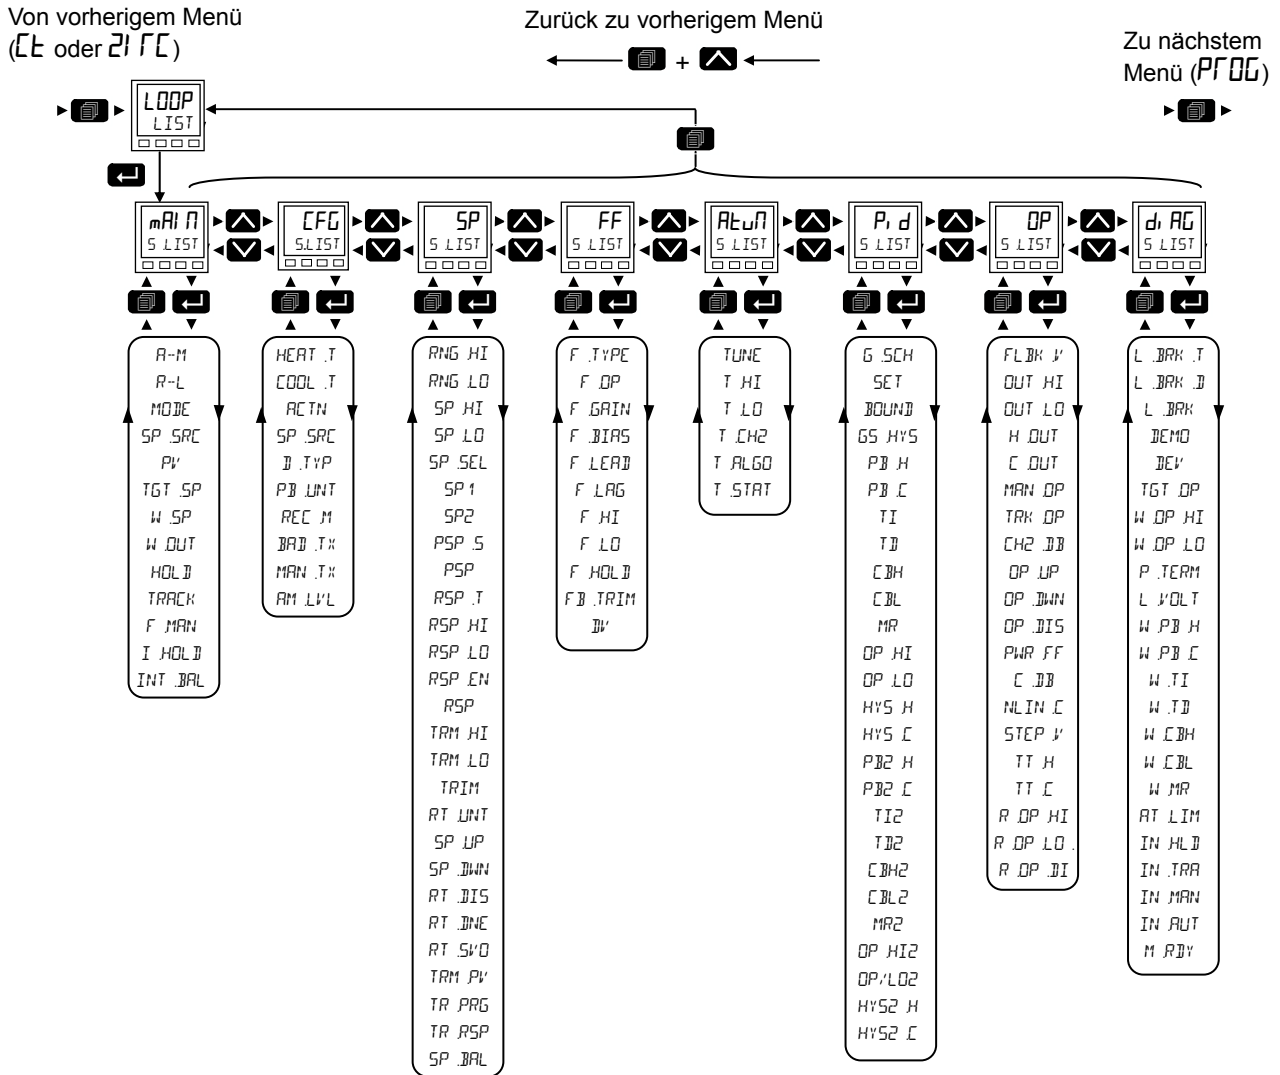 Von vorherigem Menü
(Ct oder 21 TC)
Zurück zu vorherigem Menü
+
Zu nächstem
Menü (PrOG)
LOOP
LIST
mAIN
S.LIST
CFG
S.LIST
SP
S.LIST
FF
S.LIST
AtuN
S.LIST
Pid
S.LIST
OP
S.LIST
diAG
S.LIST
A-M
R-L
MODE
SP.SRC
PV
TGT.SP
W.SP
W.OUT
HOLD
TRACK
F.MAN
I.HOLD
INT.BAL
HEAT.T
COOL.T
ACTN
SP.SRC
D.TYP
PB.UNT
REC.M
BAD.TX
MAN.TX
AM.LVL
RNG.HI
RNG.LO
SP.HI
SP.LO
SP.SEL
SP1
SP2
PSP.S
PSP
RSP.T
RSP.HI
RSP.LO
RSP.EN
RSP
TRM.HI
TRM.LO
TRIM
RT.UNT
SP.UP
SP.DWN
RT.DIS
RT.DNE
RT.SVO
TRM.PV
TR.PRG
TR.RSP
SP.BAL
F.TYPE
F.OP
F.GAIN
F.BIAS
F.LEAD
F.LAG
F.HI
F.LO
F.HOLD
FB.TRIM
DV
TUNE
T.HI
T.LO
T.CH2
T.ALGO
T.STAT
G.SCH
SET
BOUND
GS.HYS
PB.H
PB.C
TI
TD
CBH
CBL
MR
OP.HI
OP.LO
HYS.H
HYS.C
PB2.H
PB2.C
TI2
TD2
CBH2
CBL2
MR2
OP.HI2
OP/LO2
HYS2.H
HYS2.C
FLBK.V
OUT.HI
OUT.LO
H.OUT
C.OUT
MAN.OP
TRK.OP
CH2.DB
OP.UP
OP.DWN
OP.DIS
PWR.FF
C.DB
NLIN.C
STEP.V
TT.H
TT.C
R.OP.HI
R.OP.LO.
R.OP.DI
L.BRK.T
L.BRK.D
L.BRK
DEMO
DEV
TGT.OP
W.OP.HI
W.OP.LO
P.TERM
L.VOLT
W.PB.H
W.PB.C
W.TI
W.TD
W.CBH
W.CBL
W.MR
AT.LIM
IN.HLD
IN.TRA
IN.MAN
IN.AUT
M.RDY